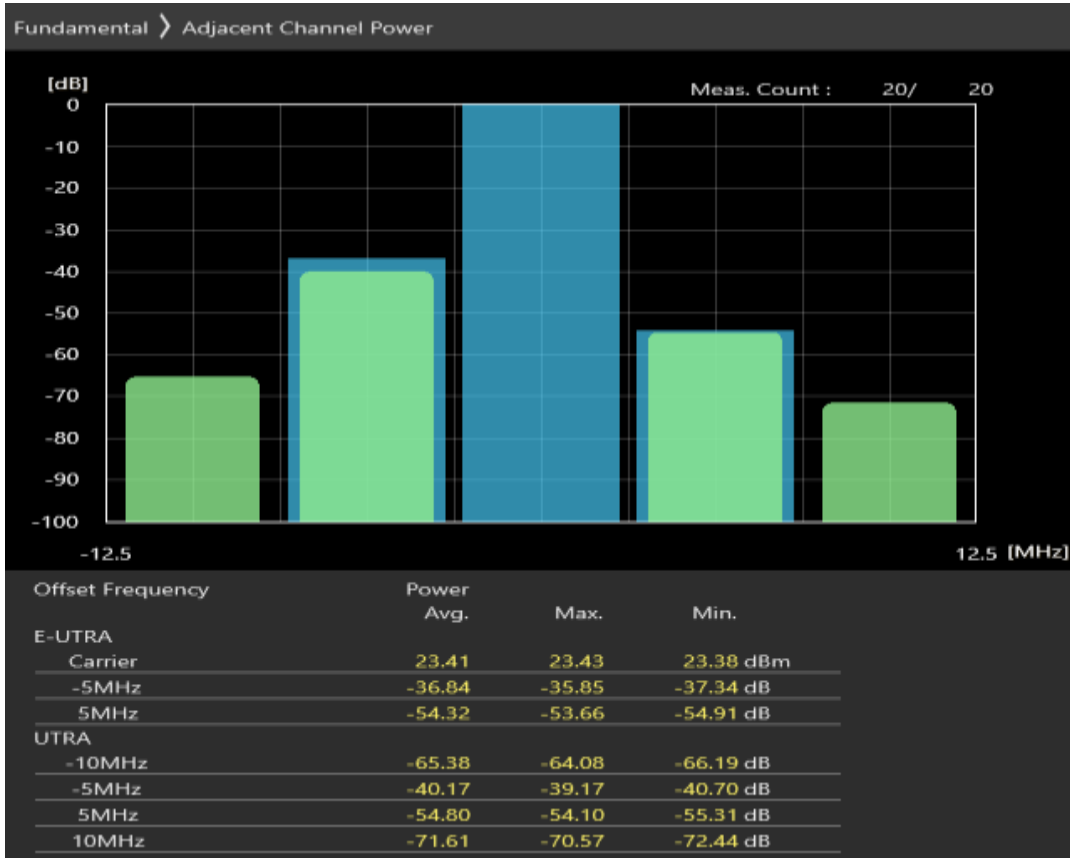 Fundamental ❯ Adjacent Channel Power
[dB]
Meas. Count : 20/ 20
0
-10
-20
-30
-40
-50
-60
-70
-80
-90
-100
-12.5 12.5 [MHz]
Offset Frequency Power
Avg. Max. Min.
E-UTRA
Carrier 23.41 23.43 23.38 dBm
-5MHz -36.84 -35.85 -37.34 dB
5MHz -54.32 -53.66 -54.91 dB
UTRA
-10MHz -65.38 -64.08 -66.19 dB
-5MHz -40.17 -39.17 -40.70 dB
5MHz -54.80 -54.10 -55.31 dB
10MHz -71.61 -70.57 -72.44 dB